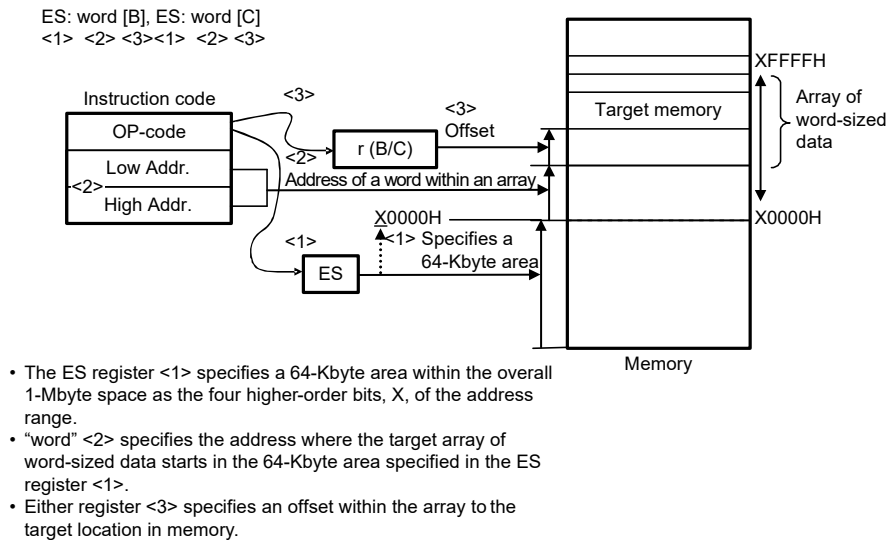 ES: word [B], ES: word [C]
<1> <2> <3><1> <2> <3>
XFFFFH
Instruction code
<3>
<3>
Array of
word-sized
data
OP-code
Target memory
Offset
r (B/C)
<2>
Low Addr.
<2>
Address of a word within an array
High Addr.
X0000H
X0000H
<1>
<1> Specifies a
64-Kbyte area
ES
Memory
• The ES register <1> specifies a 64-Kbyte area within the overall
1-Mbyte space as the four higher-order bits, X, of the address
range.
• “word” <2> specifies the address where the target array of
word-sized data starts in the 64-Kbyte area specified in the ES
register <1>.
• Either register <3> specifies an offset within the array to the
target location in memory.